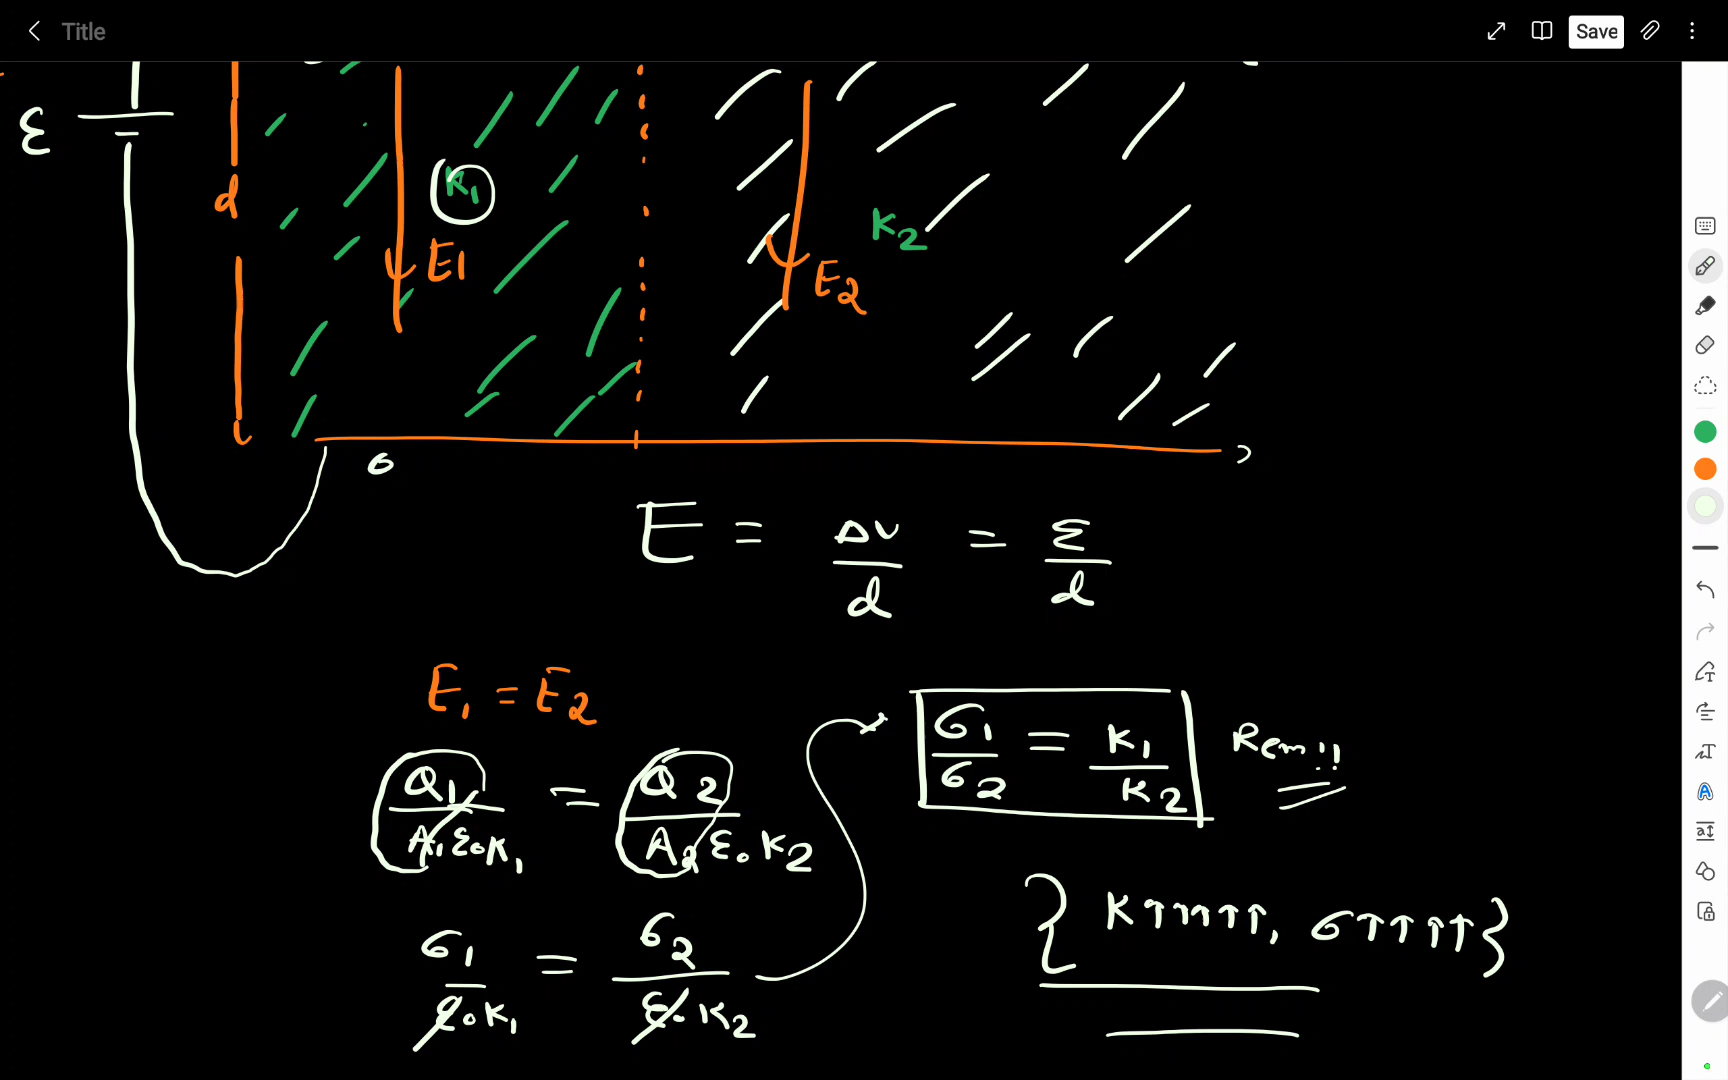 Title
Save
Ɛ
d
K₁
E1
K₂
E₂
6
E = ΔV/d = Ɛ/d
E₁ = E₂
Q₁/A₁ε₀K₁ = Q₂/A₂ε₀K₂
σ₁/σ₂ = K₁/K₂ Rem!!
σ₁/ε₀K₁ = σ₂/ε₀K₂
{K↑↑↑↑↑, σ↑↑↑↑}